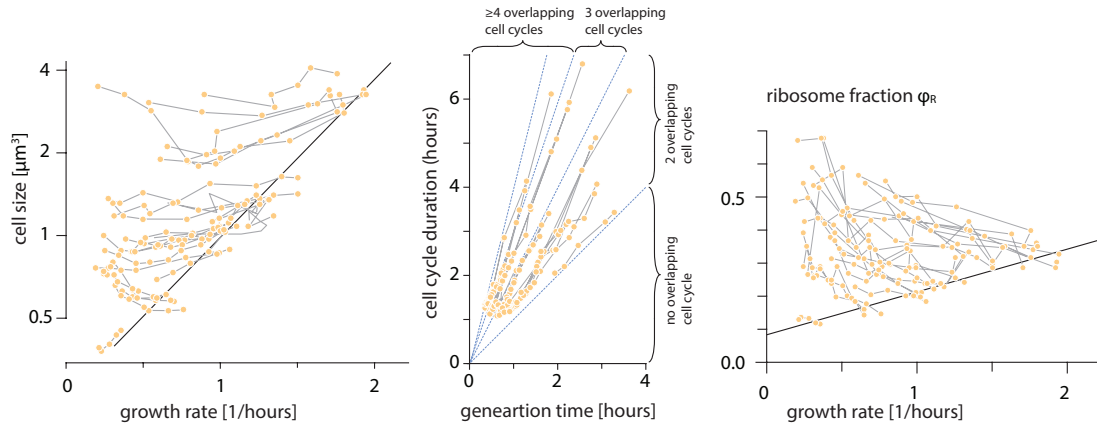 4
2
1
0.5
cell size [μm³]
0
1
2
growth rate [1/hours]
≥4 overlapping
cell cycles
3 overlapping
cell cycles
6
4
2
0
cell cycle duration (hours)
2 overlapping
cell cycles
no overlapping
cell cycle
0
1
2
3
4
geneartion time [hours]
ribosome fraction φR
0.5
0.0
0
1
2
growth rate [1/hours]